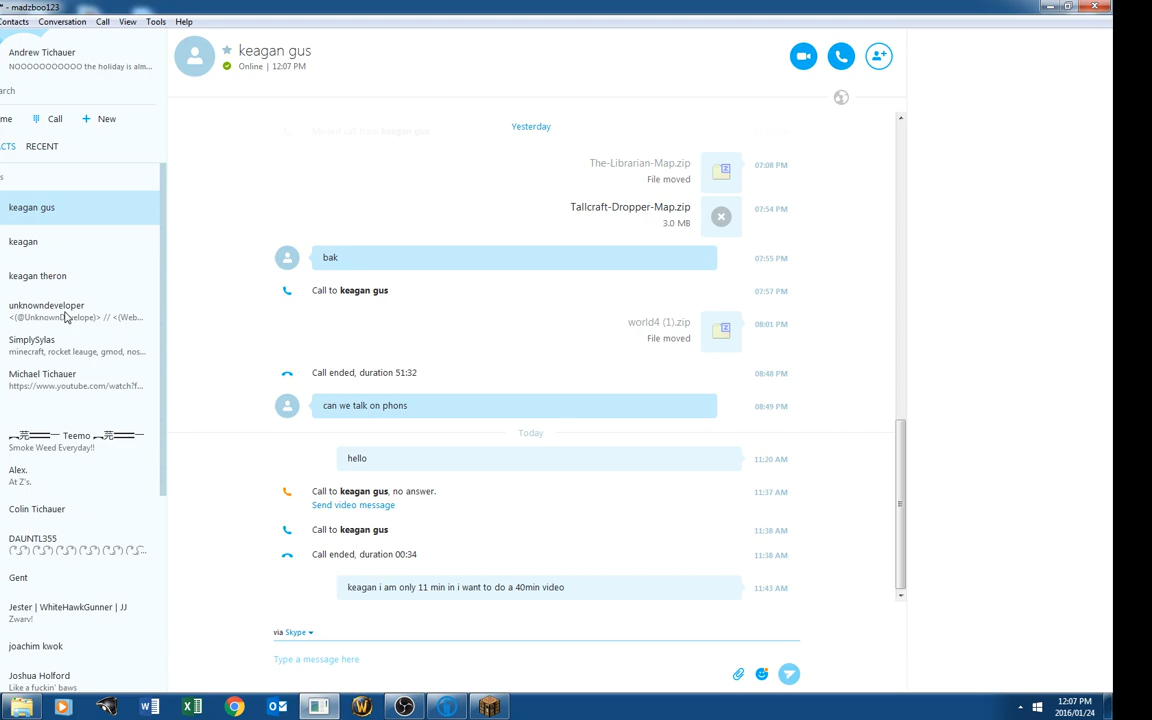 - madzboo123
Contacts Conversation Call View Tools Help
Andrew Tichauer
NOOOOOOOOOO the holiday is alm...
arch
me Call + New
ACTS RECENT
s
keagan gus
keagan
keagan theron
unknowndeveloper
<(@UnknownDevelope)> // <(Web...
SimplySylas
minecraft, rocket leauge, gmod, nos...
Michael Tichauer
https://www.youtube.com/watch?f...
Teemo
Smoke Weed Everyday!!
Alex.
At Z's.
Colin Tichauer
DAUNTL355
( ͡° ͜ʖ ͡°)( ͡° ͜ʖ ͡°)( ͡° ͜ʖ ͡°)( ͡° ͜ʖ ͡°)( ͡° ͜ʖ ͡°)...
Gent
Jester | WhiteHawkGunner | JJ
Zwarv!
joachim kwok
Joshua Holford
Like a fuckin' baws
keagan gus
Online | 12:07 PM
Missed call from keagan gus.
Yesterday
The-Librarian-Map.zip 07:08 PM
File moved
Tallcraft-Dropper-Map.zip 07:54 PM
3.0 MB
bak 07:55 PM
Call to keagan gus 07:57 PM
world4 (1).zip 08:01 PM
File moved
Call ended, duration 51:32 08:48 PM
can we talk on phons 08:49 PM
Today
hello 11:20 AM
Call to keagan gus, no answer. 11:37 AM
Send video message
Call to keagan gus 11:38 AM
Call ended, duration 00:34 11:38 AM
keagan i am only 11 min in i want to do a 40min video 11:43 AM
via Skype
Type a message here
12:07 PM
2016/01/24